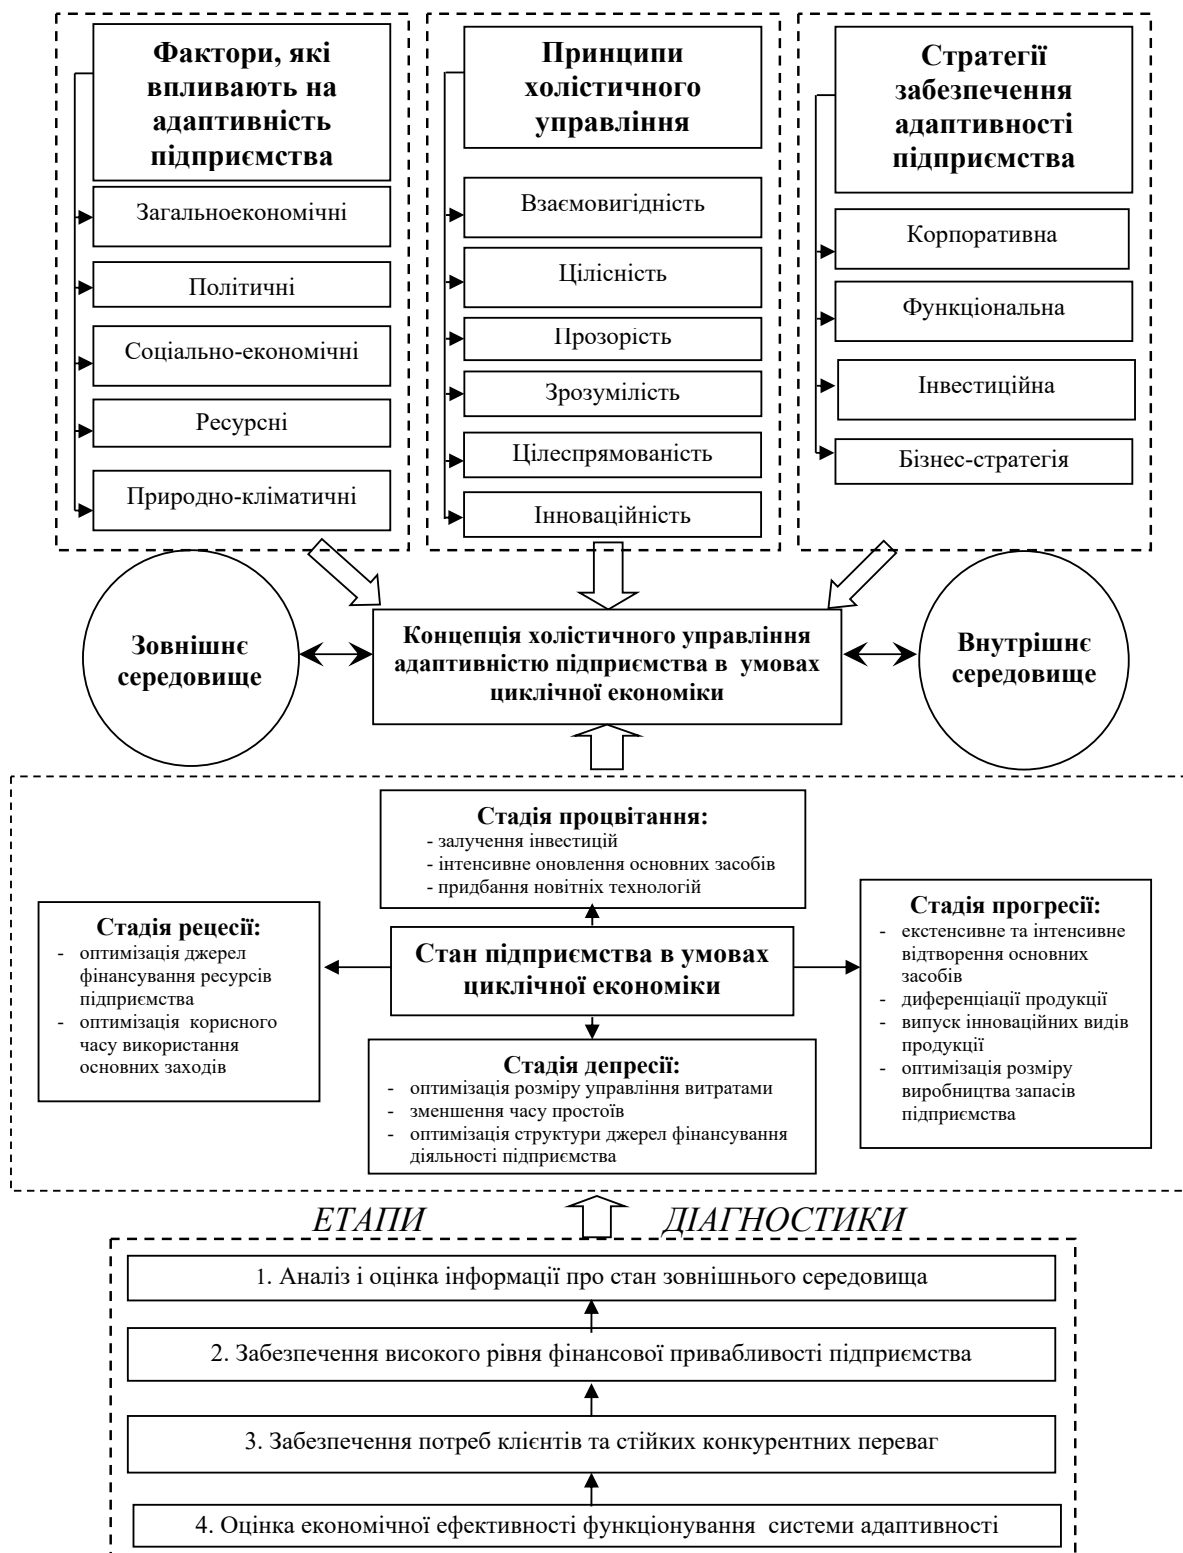 Фактори, які
впливають на
адаптивність
підприємства
Загальноекономічні
Політичні
Соціально-економічні
Ресурсні
Природно-кліматичні
Принципи
холістичного
управління
Взаємовигідність
Цілісність
Прозорість
Зрозумілість
Цілеспрямованість
Інноваційність
Стратегії
забезпечення
адаптивності
підприємства
Корпоративна
Функціональна
Інвестиційна
Бізнес-стратегія
Зовнішнє
середовище
Концепція холістичного управління
адаптивністю підприємства в умовах
циклічної економіки
Внутрішнє
середовище
Стадія процвітання:
- залучення інвестицій
- інтенсивне оновлення основних засобів
- придбання новітніх технологій
Стадія рецесії:
- оптимізація джерел
фінансування ресурсів
підприємства
- оптимізація корисного
часу використання
основних заходів
Стан підприємства в умовах
циклічної економіки
Стадія прогресії:
- екстенсивне та інтенсивне
відтворення основних
засобів
- диференціації продукції
- випуск інноваційних видів
продукції
- оптимізація розміру
виробництва запасів
підприємства
Стадія депресії:
- оптимізація розміру управління витратами
- зменшення часу простоїв
- оптимізація структури джерел фінансування
діяльності підприємства
ЕТАПИ ДІАГНОСТИКИ
1. Аналіз і оцінка інформації про стан зовнішнього середовища
2. Забезпечення високого рівня фінансової привабливості підприємства
3. Забезпечення потреб клієнтів та стійких конкурентних переваг
4. Оцінка економічної ефективності функціонування системи адаптивності